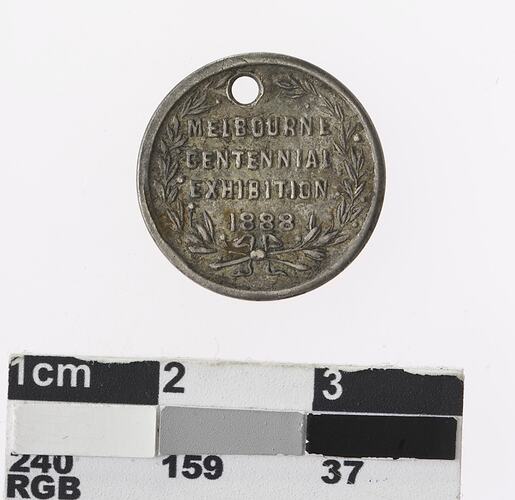 MELBOURNE
CENTENNIAL
EXHIBITION
1888
1cm 2 3
240 159 37
RGB